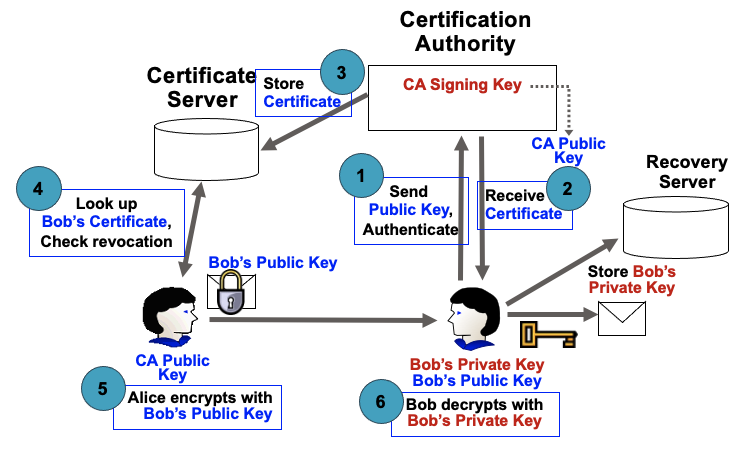 Certification
Authority
Certificate
Server
3
Store
Certificate
CA Signing Key
CA Public
Key
Recovery
Server
4
Look up
Bob's Certificate,
Check revocation
1
Send
Public Key,
Authenticate
2
Receive
Certificate
Bob's Public Key
Store Bob's
Private Key
CA Public
Key
Bob's Private Key
Bob's Public Key
5
Alice encrypts with
Bob's Public Key
6
Bob decrypts with
Bob's Private Key